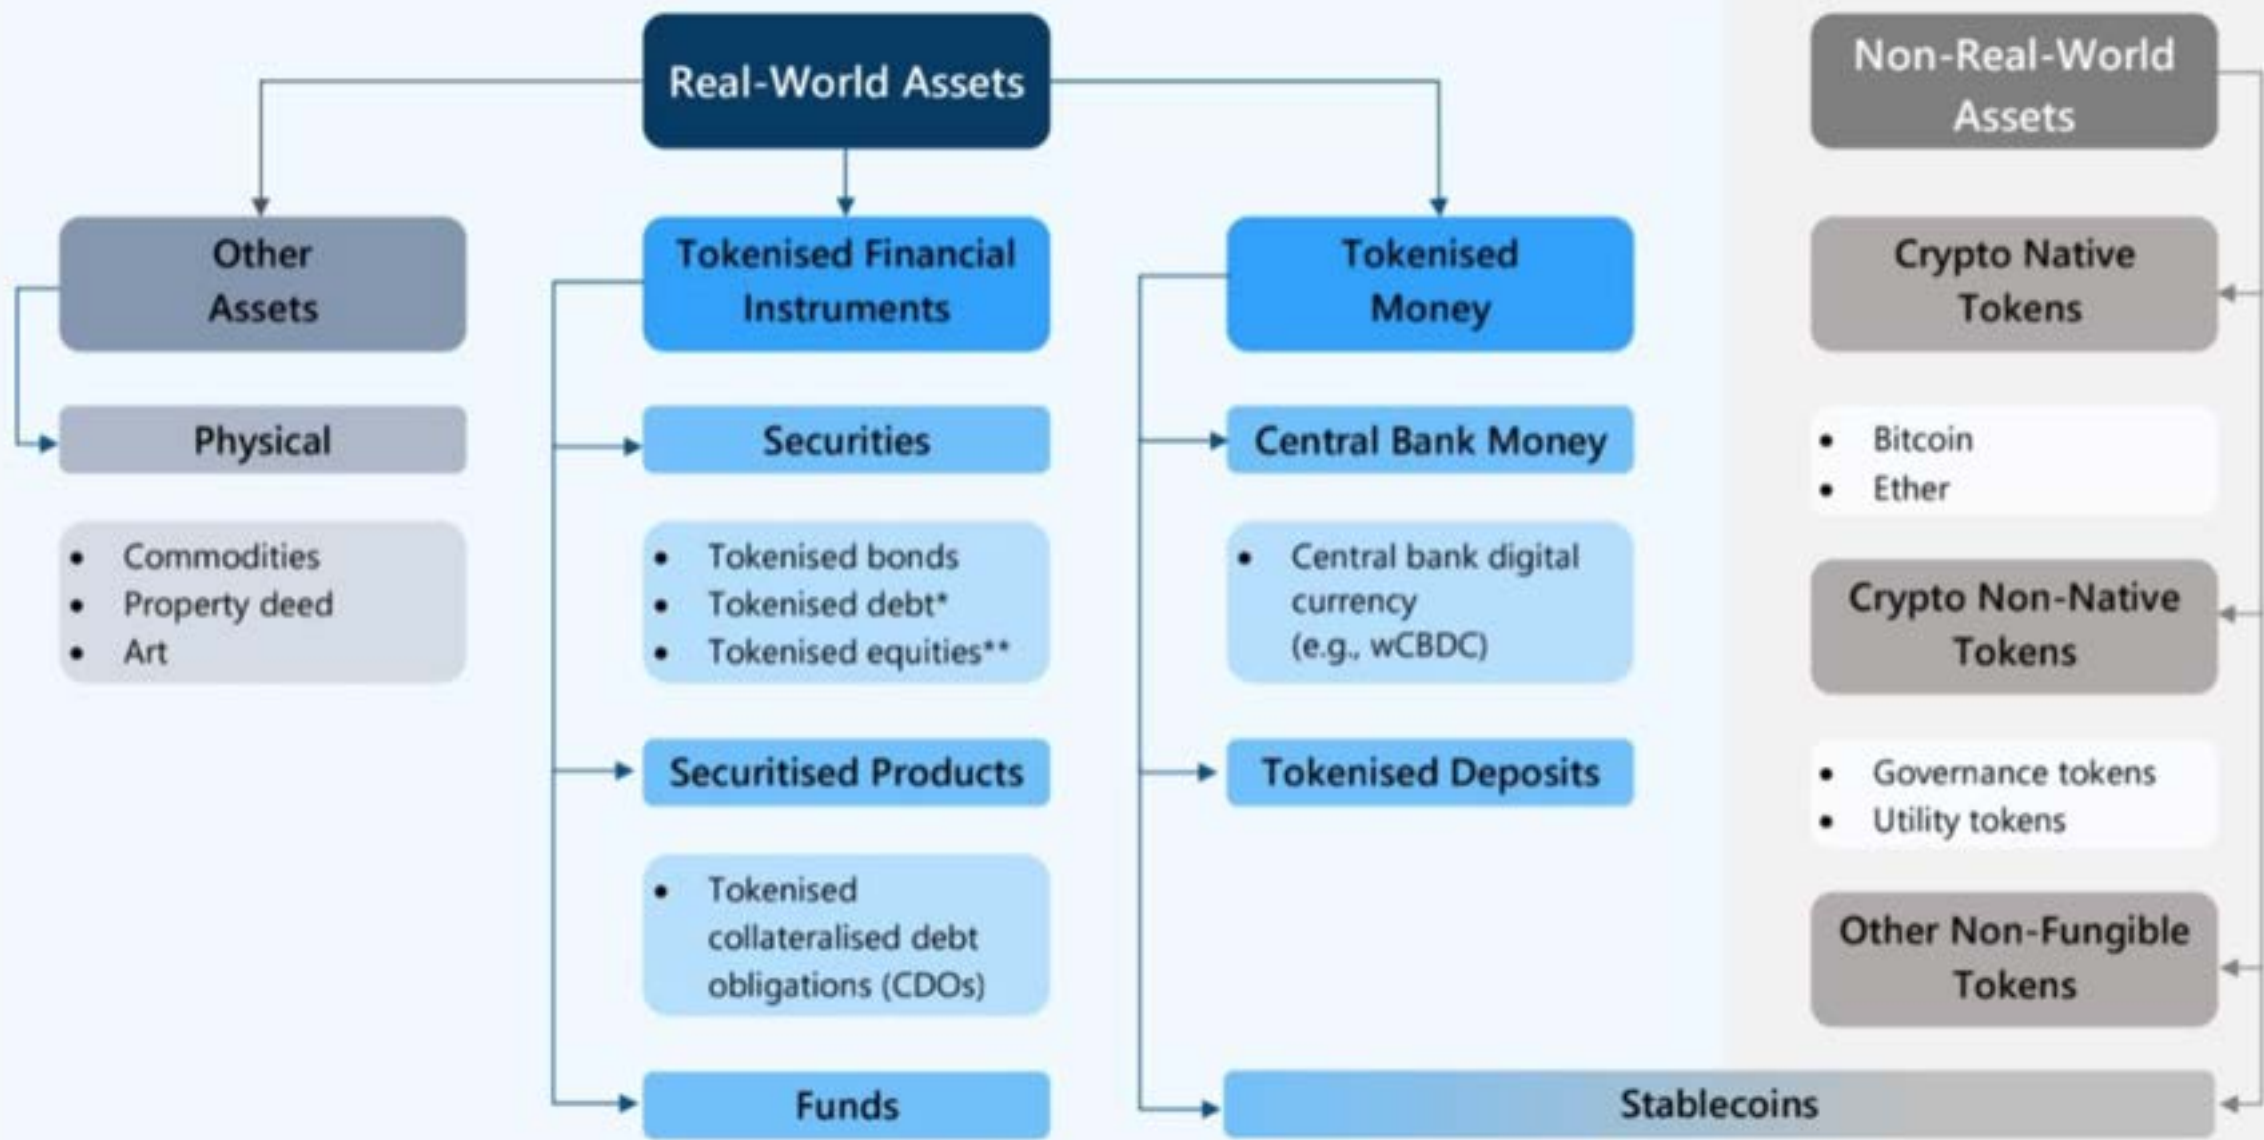 Real-World Assets
Non-Real-World
Assets
Other
Assets
Physical
• Commodities
• Property deed
• Art
Tokenised Financial
Instruments
Securities
• Tokenised bonds
• Tokenised debt*
• Tokenised equities**
Securitised Products
• Tokenised
collateralised debt
obligations (CDOs)
Funds
Tokenised
Money
Central Bank Money
• Central bank digital
currency
(e.g., wCBDC)
Tokenised Deposits
Stablecoins
Crypto Native
Tokens
• Bitcoin
• Ether
Crypto Non-Native
Tokens
• Governance tokens
• Utility tokens
Other Non-Fungible
Tokens